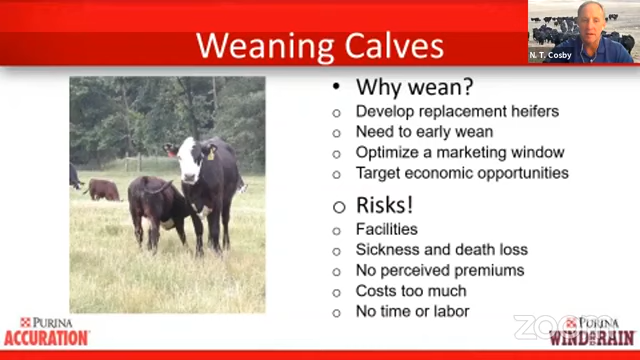 Weaning Calves
N. T. Cosby
• Why wean?
o Develop replacement heifers
o Need to early wean
o Optimize a marketing window
o Target economic opportunities
o Risks!
o Facilities
o Sickness and death loss
o No perceived premiums
o Costs too much
o No time or labor
PURINA
ACCURATION
zoom
PURINA
WIND AND RAIN